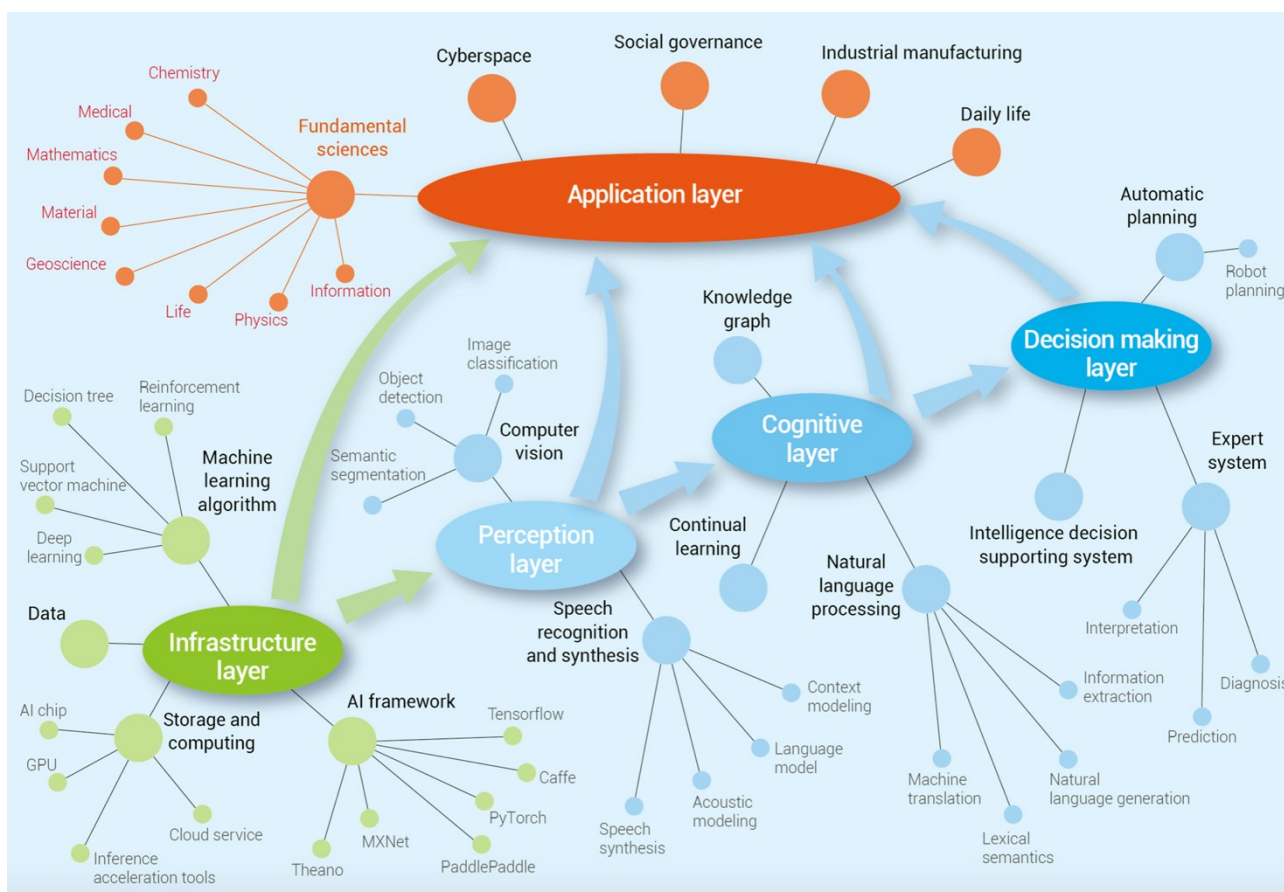 Cyberspace
Social governance
Industrial manufacturing
Daily life
Chemistry
Medical
Mathematics
Material
Geoscience
Life
Physics
Information
Fundamental
sciences
Application layer
Automatic
planning
Robot
planning
Decision making
layer
Knowledge
graph
Cognitive
layer
Image
classification
Object
detection
Semantic
segmentation
Computer
vision
Perception
layer
Decision tree
Reinforcement
learning
Support
vector machine
Deep
learning
Machine
learning
algorithm
Data
Infrastructure
layer
Continual
learning
Natural
language
processing
Intelligence decision
supporting system
Expert
system
Interpretation
Diagnosis
Prediction
Speech
recognition
and synthesis
Context
modeling
Language
model
Acoustic
modeling
Speech
synthesis
Information
extraction
Natural
language generation
Machine
translation
Lexical
semantics
AI chip
GPU
Storage and
computing
Inference
acceleration tools
Cloud service
AI framework
Tensorflow
Caffe
PyTorch
PaddlePaddle
MXNet
Theano